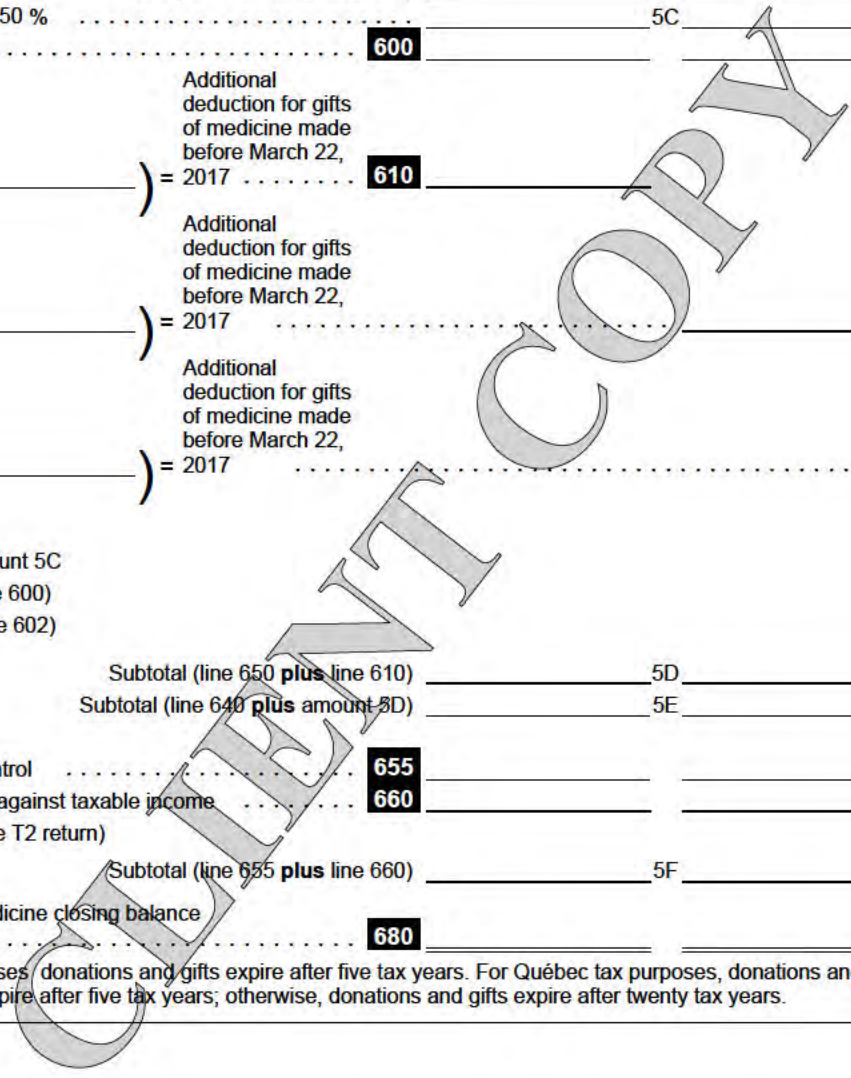 50 % . . . . . . . . . . . . . . . . . . . . . . . . . . 5C
. . . . . . . . . . . . . . . . . . . . . . . . . . . 600
Additional
deduction for gifts
of medicine made
before March 22,
) = 2017 . . . . . . . . 610
Additional
deduction for gifts
of medicine made
before March 22,
) = 2017 . . . . . . . . . . . . . . . . . . . . . . . . . . . . . . .
Additional
deduction for gifts
of medicine made
before March 22,
) = 2017 . . . . . . . . . . . . . . . . . . . . . . . . . . . . . . . . . . . . . . . . . . .
unt 5C
e 600)
e 602)
Subtotal (line 650 plus line 610) 5D
Subtotal (line 640 plus amount 5D) 5E
trol . . . . . . . . . . . . . . . . . . . . . . . 655
against taxable income . . . . . . . . 660
e T2 return)
Subtotal (line 655 plus line 660) 5F
dicine closing balance
. . . . . . . . . . . . . . . . . . . . . . . . . . . 680
ses donations and gifts expire after five tax years. For Québec tax purposes, donations an
pire after five tax years; otherwise, donations and gifts expire after twenty tax years.
CLIENT COPY